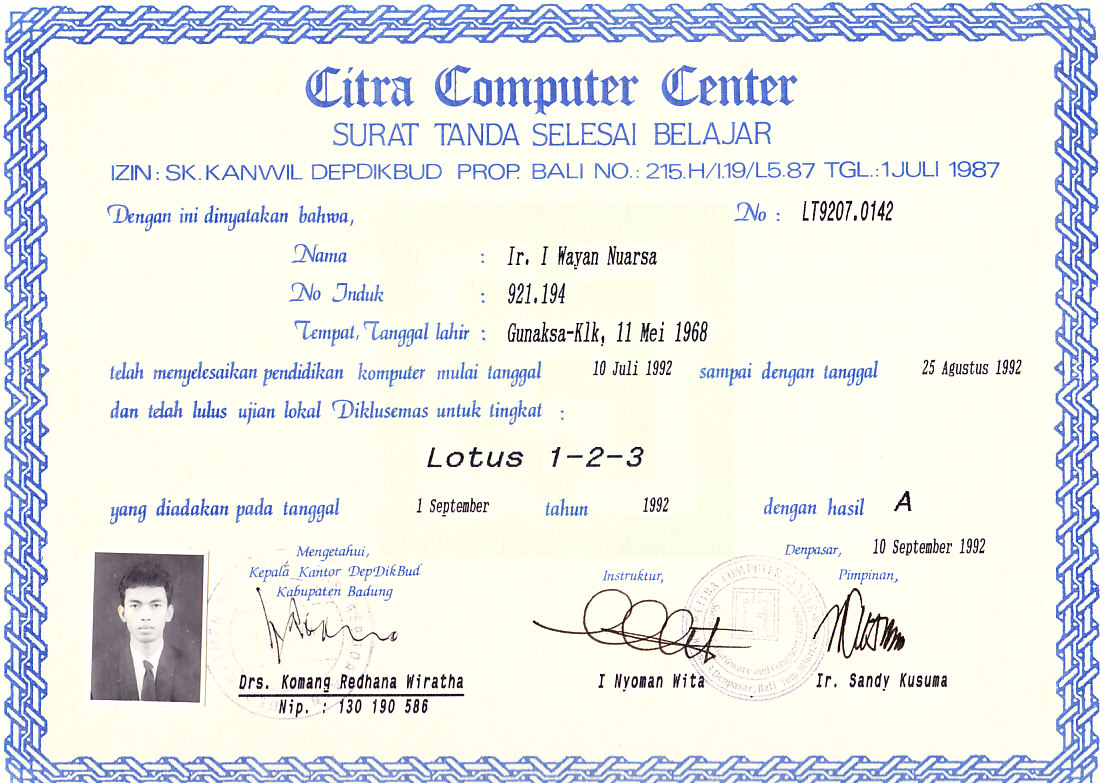 Citra Computer Center
SURAT TANDA SELESAI BELAJAR
IZIN: SK. KANWIL DEPDIKBUD PROP. BALI NO.: 215.H/I.19/L5.87 TGL.: 1 JULI 1987
Dengan ini dinyatakan bahwa, No : LT9207.0142
Nama : Ir. I Wayan Nuarsa
No Induk : 921.194
Tempat, Tanggal lahir : Gunaksa-Klk, 11 Mei 1968
telah menyelesaikan pendidikan komputer mulai tanggal 10 Juli 1992 sampai dengan tanggal 25 Agustus 1992
dan telah lulus ujian lokal Diklusemas untuk tingkat :
Lotus 1-2-3
yang diadakan pada tanggal 1 September tahun 1992 dengan hasil A
Mengetahui,
Kepala Kantor DepDikBud
Kabupaten Badung
Drs. Komang Redhana Wiratha
Nip. : 130 190 586
Instruktur,
I Nyoman Wita
Denpasar, 10 September 1992
Pimpinan,
Ir. Sandy Kusuma